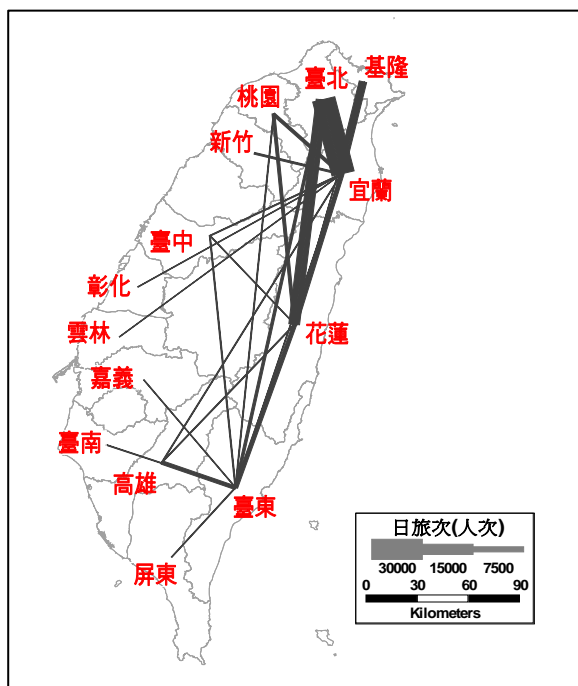 基隆
臺北
桃園
新竹
宜蘭
臺中
彰化
雲林
花蓮
嘉義
臺南
高雄
臺東
屏東
日旅次(人次)
30000 15000 7500
0 30 60 90
Kilometers